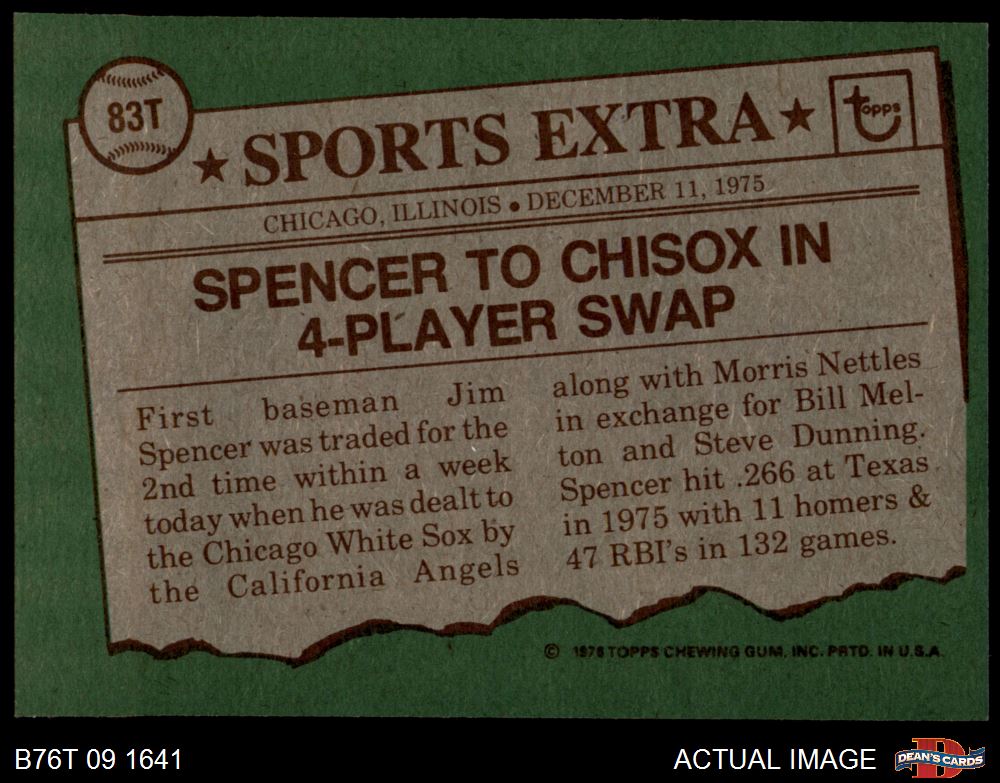 83T
★ SPORTS EXTRA ★
Topps
CHICAGO, ILLINOIS • DECEMBER 11, 1975
SPENCER TO CHISOX IN
4-PLAYER SWAP
First baseman Jim
Spencer was traded for the
2nd time within a week
today when he was dealt to
the Chicago White Sox by
the California Angels
along with Morris Nettles
in exchange for Bill Mel-
ton and Steve Dunning.
Spencer hit .266 at Texas
in 1975 with 11 homers &
47 RBI's in 132 games.
© 1976 TOPPS CHEWING GUM, INC. PRTD. IN U.S.A.
B76T 09 1641
ACTUAL IMAGE
D
DEAN'S CARDS